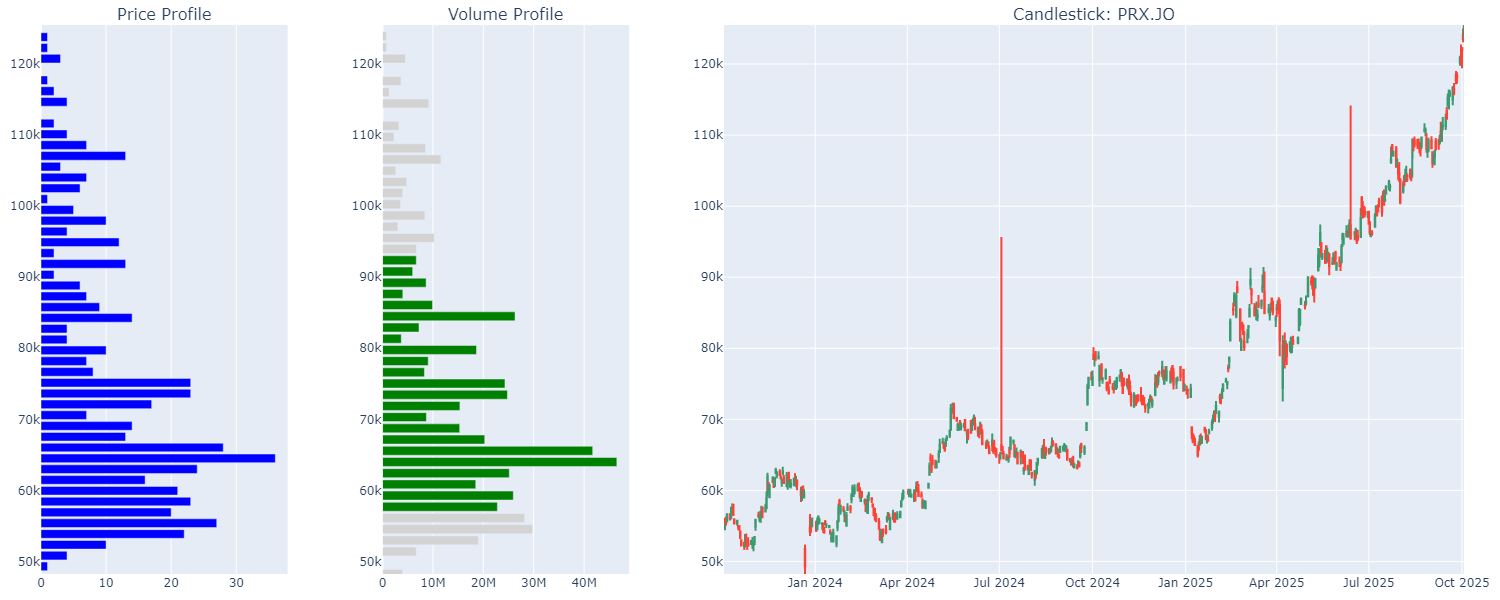 Price Profile
120k
110k
100k
90k
80k
70k
60k
50k
0
10
20
30
Volume Profile
120k
110k
100k
90k
80k
70k
60k
50k
0
10M
20M
30M
40M
Candlestick: PRX.JO
120k
110k
100k
90k
80k
70k
60k
50k
Jan 2024
Apr 2024
Jul 2024
Oct 2024
Jan 2025
Apr 2025
Jul 2025
Oct 2025